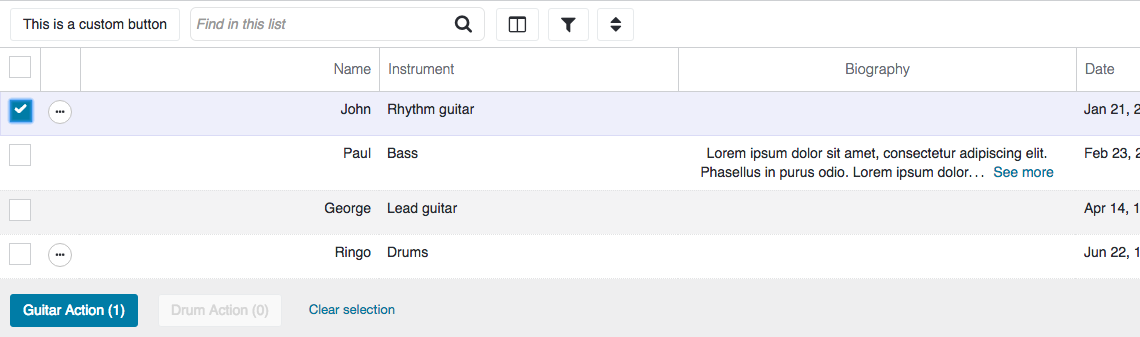 This is a custom button Find in this list
Name Instrument Biography Date
John Rhythm guitar Jan 21, 2
Paul Bass Lorem ipsum dolor sit amet, consectetur adipiscing elit. Feb 23, 2
Phasellus in purus odio. Lorem ipsum dolor... See more
George Lead guitar Apr 14, 1
Ringo Drums Jun 22, 1
Guitar Action (1) Drum Action (0) Clear selection